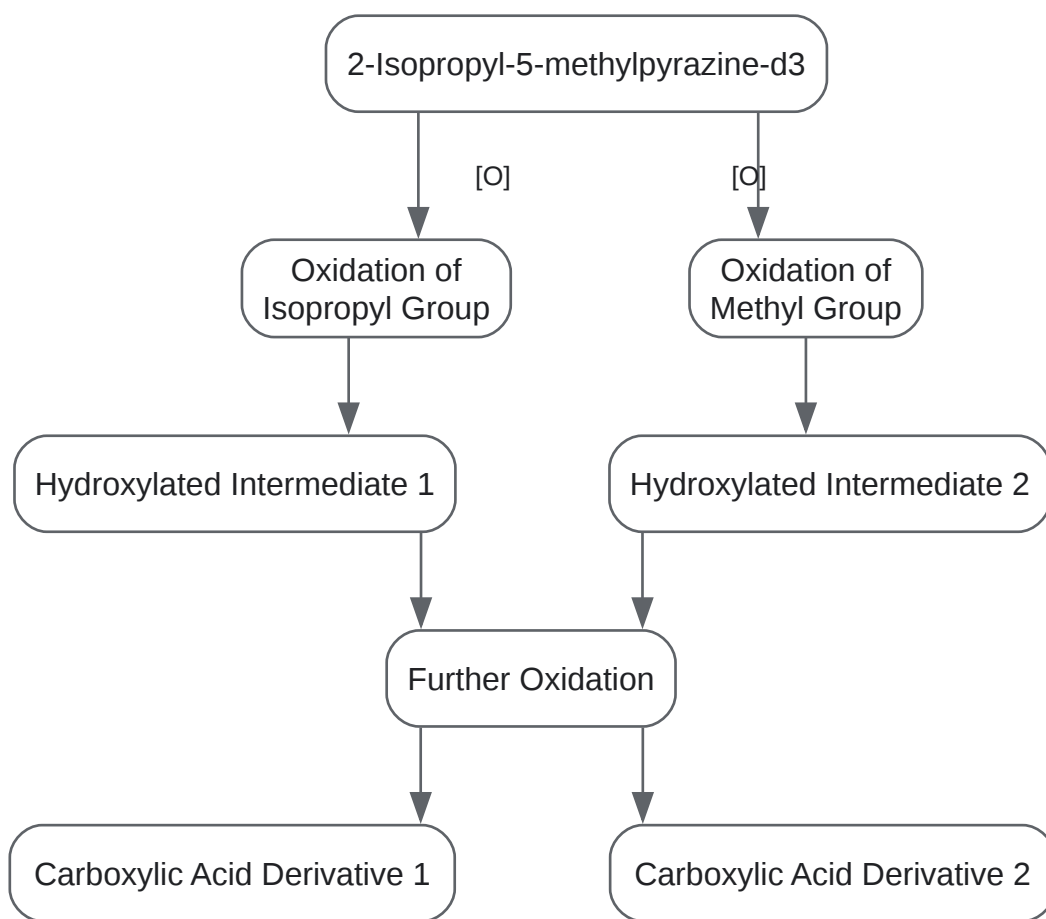 2-Isopropyl-5-methylpyrazine-d3
[O]
[O]
Oxidation of
Isopropyl Group
Oxidation of
Methyl Group
Hydroxylated Intermediate 1
Hydroxylated Intermediate 2
Further Oxidation
Carboxylic Acid Derivative 1
Carboxylic Acid Derivative 2